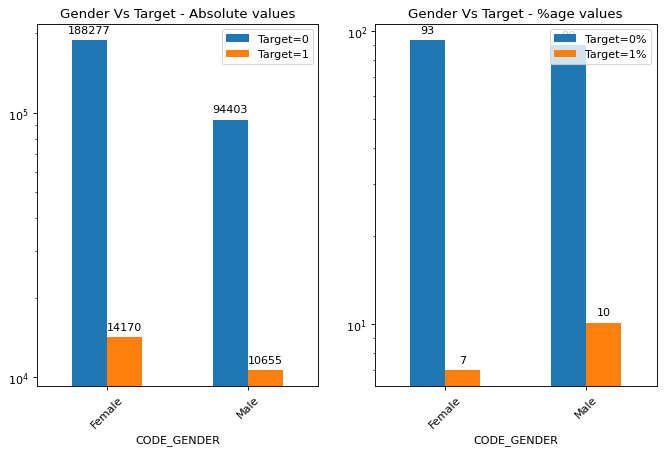 Gender Vs Target - Absolute values
188277
Target=0
Target=1
10^5
94403
14170
10655
10^4
Female
Male
CODE_GENDER
Gender Vs Target - %age values
10^2
93
Target=0%
Target=1%
10^1
10
7
Female
Male
CODE_GENDER